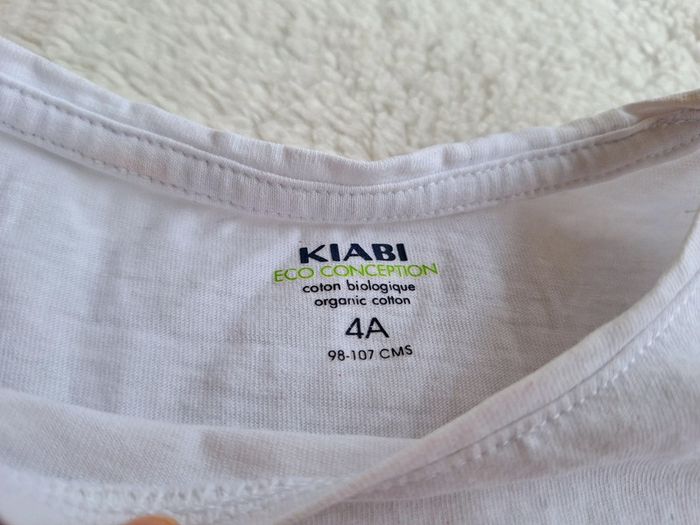 KIABI
ECO CONCEPTION
coton biologique
organic cotton
4A
98-107 CMS